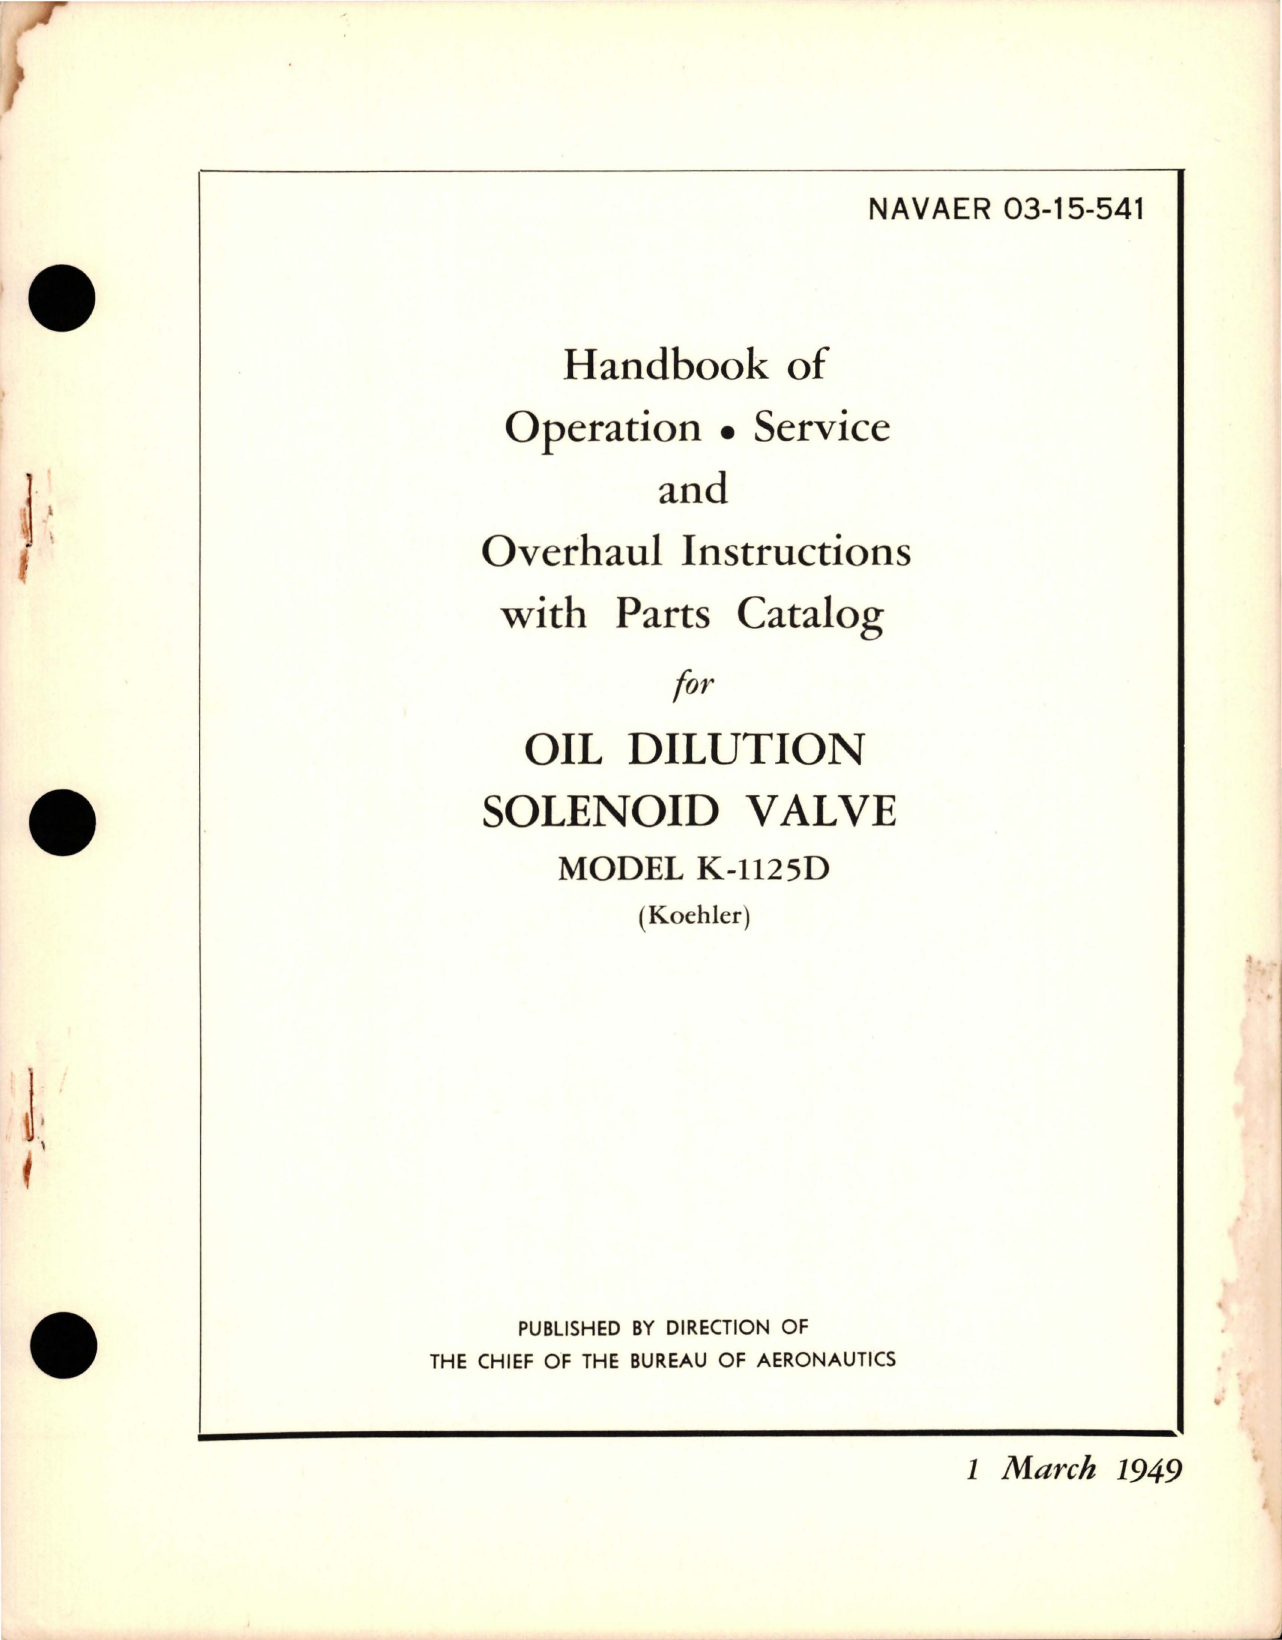 NAVAER 03-15-541
Handbook of
Operation • Service
and
Overhaul Instructions
with Parts Catalog
for
OIL DILUTION
SOLENOID VALVE
MODEL K-1125D
(Koehler)
PUBLISHED BY DIRECTION OF
THE CHIEF OF THE BUREAU OF AERONAUTICS
1 March 1949